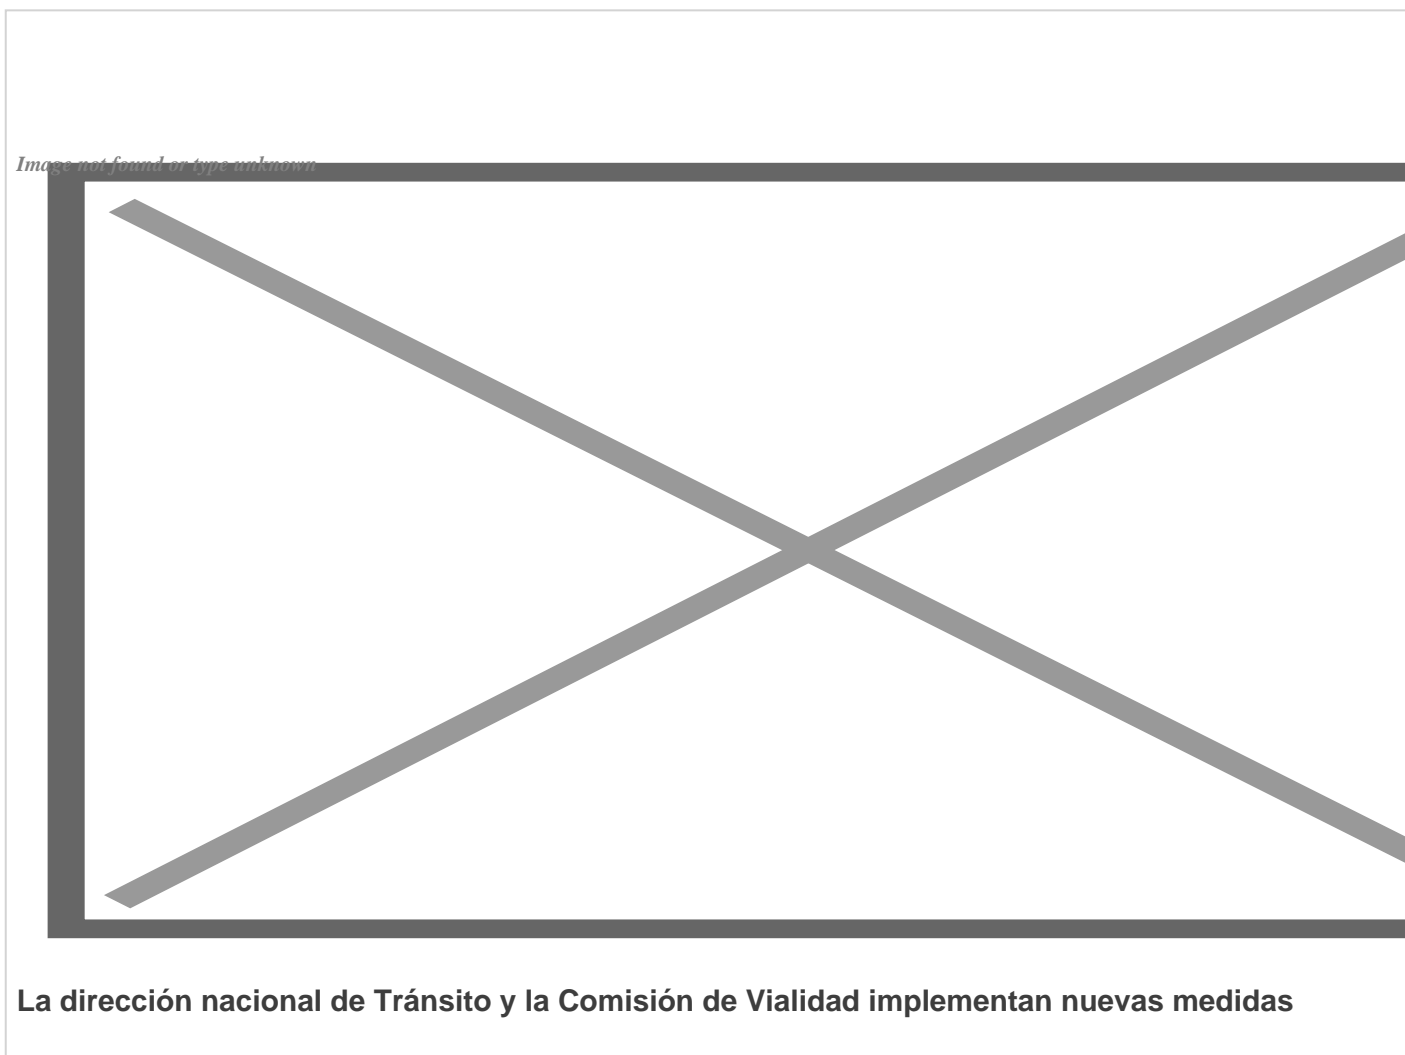 Image not found or type unknown
La dirección nacional de Tránsito y la Comisión de Vialidad implementan nuevas medidas